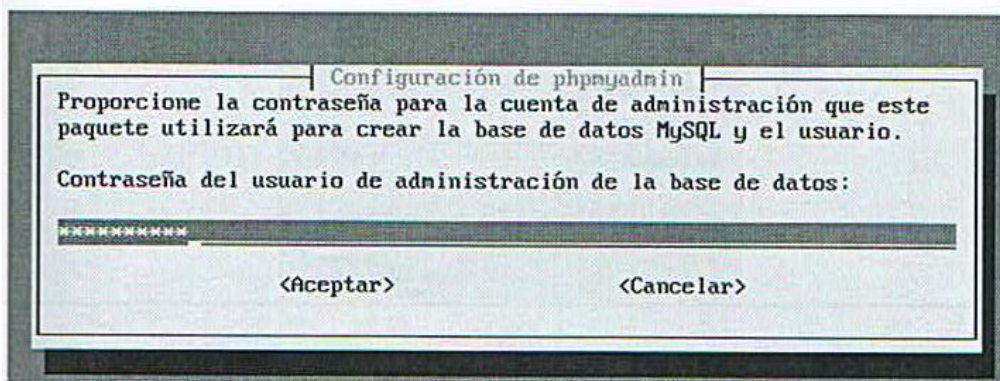 Configuración de phpmyadmin
Proporcione la contraseña para la cuenta de administración que este
paquete utilizará para crear la base de datos MySQL y el usuario.
Contraseña del usuario de administración de la base de datos:
**********
<Aceptar> <Cancelar>